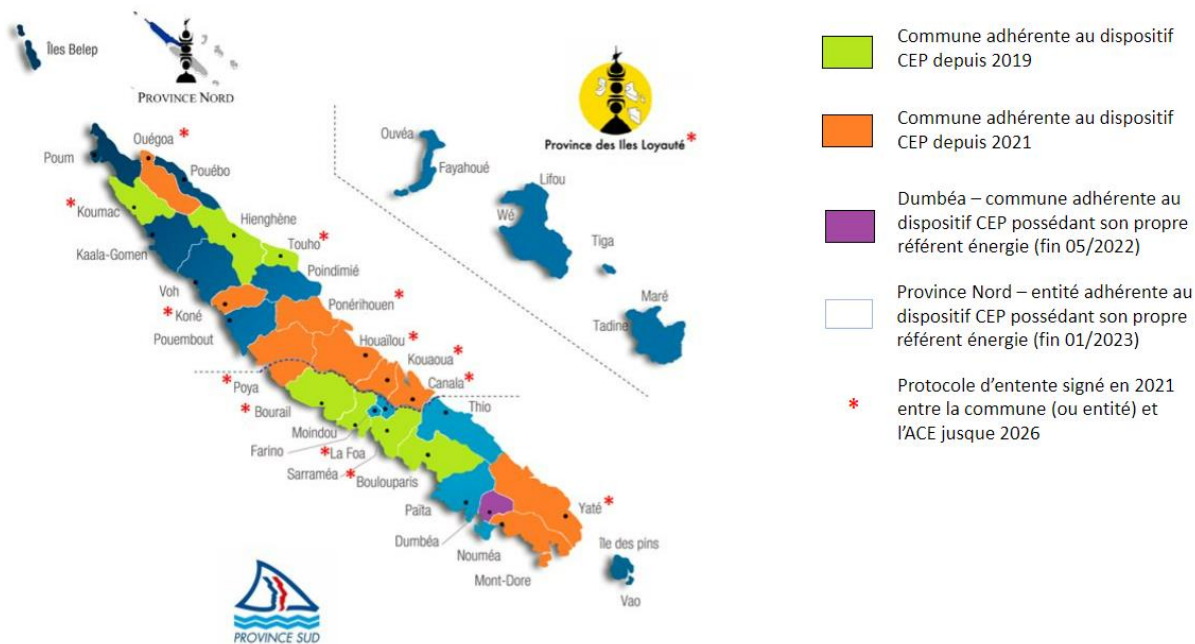 Îles Belep
PROVINCE NORD
Ouégoa *
Poum
Pouébo
* Koumac
Hienghène
Touho *
Kaala-Gomen
Poindimié
Voh
Ponérihouen *
* Koné
Houaïlou *
Pouembout
Kouaoua *
* Poya
Canala *
* Bourail
Thio
Moindou
Farino
* La Foa
Sarraméa
* Boulouparis
Païta
Yaté *
Dumbéa
Nouméa
Île des pins
Mont-Dore
Vao
PROVINCE SUD
Ouvéa
Fayahoué
Province des Iles Loyauté *
Lifou
Wé
Tiga
Maré
Tadine
Commune adhérente au dispositif
CEP depuis 2019
Commune adhérente au dispositif
CEP depuis 2021
Dumbéa – commune adhérente au
dispositif CEP possédant son propre
référent énergie (fin 05/2022)
Province Nord – entité adhérente au
dispositif CEP possédant son propre
référent énergie (fin 01/2023)
* Protocole d'entente signé en 2021
entre la commune (ou entité) et
l'ACE jusque 2026